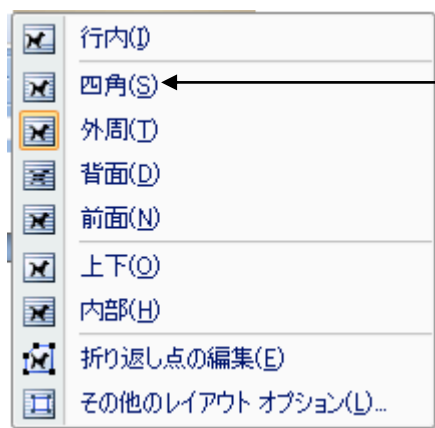 行内(I)
四角(S)
外周(T)
背面(D)
前面(N)
上下(O)
内部(H)
折り返し点の編集(E)
その他のレイアウト オプション(L)...